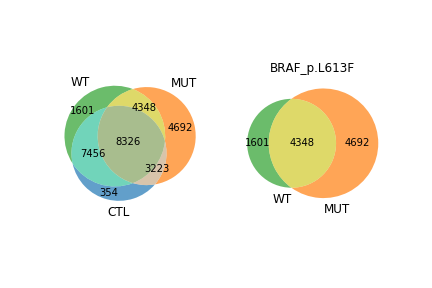 WT
MUT
1601
4348
4692
8326
7456
3223
354
CTL
BRAF_p.L613F
1601
4348
4692
WT
MUT